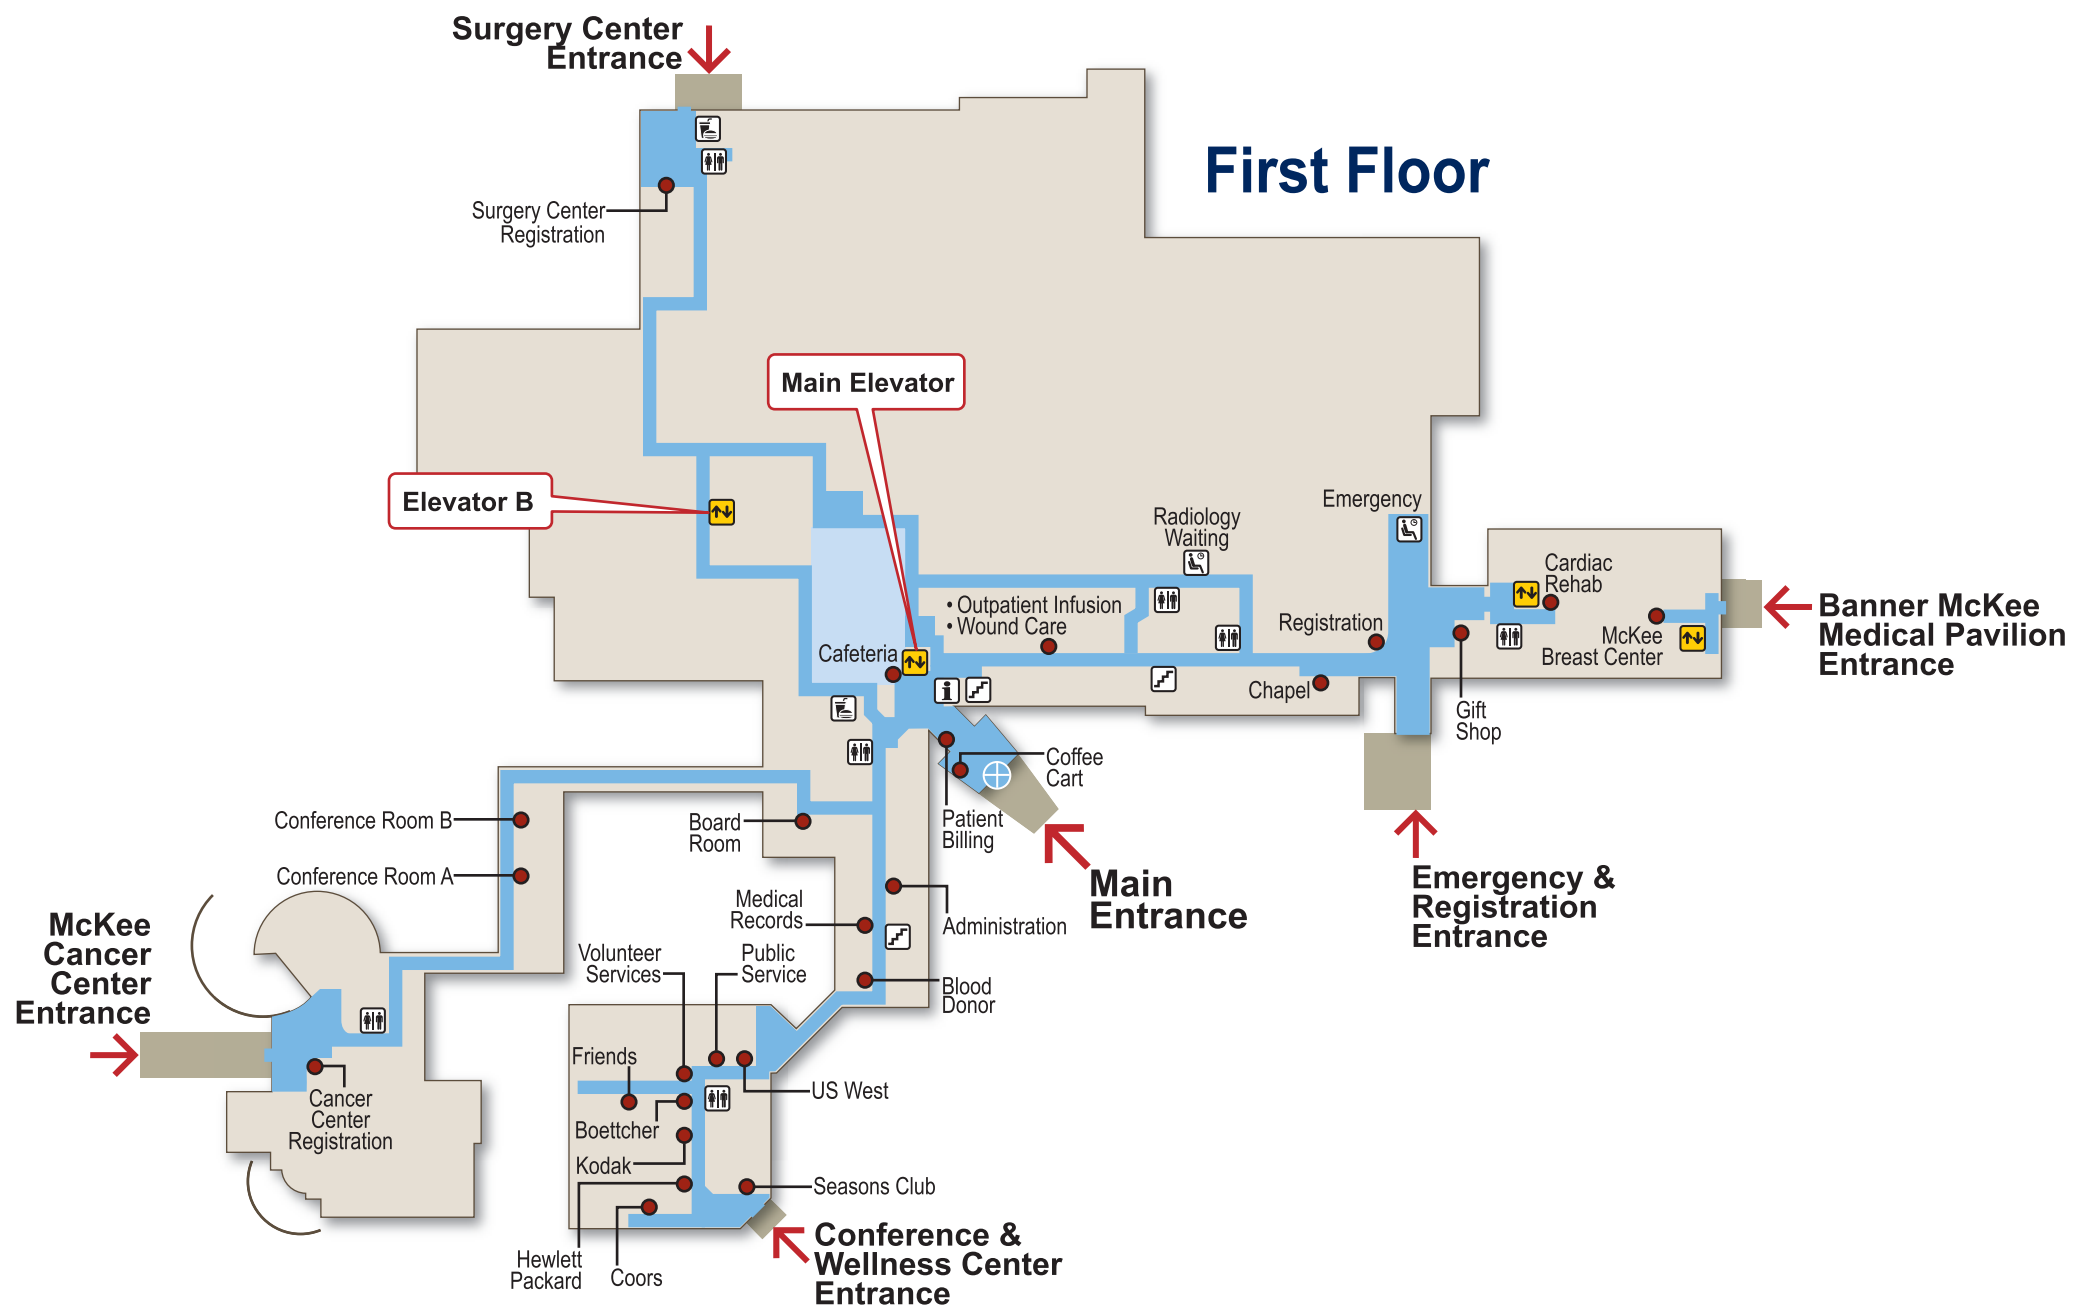 Surgery Center
Entrance
First Floor
Surgery Center
Registration
Main Elevator
Elevator B
Emergency
Radiology
Waiting
Cardiac
Rehab
• Outpatient Infusion
• Wound Care
Registration
Banner McKee
Medical Pavilion
Entrance
McKee
Breast Center
Cafeteria
i
Chapel
Gift
Shop
Coffee
Cart
Patient
Billing
Conference Room B
Board
Room
Conference Room A
Main
Entrance
Emergency &
Registration
Entrance
Medical
Records
Administration
McKee
Cancer
Center
Entrance
Volunteer
Services
Public
Service
Blood
Donor
Friends
US West
Cancer
Center
Registration
Boettcher
Kodak
Seasons Club
Hewlett
Packard
Coors
Conference &
Wellness Center
Entrance